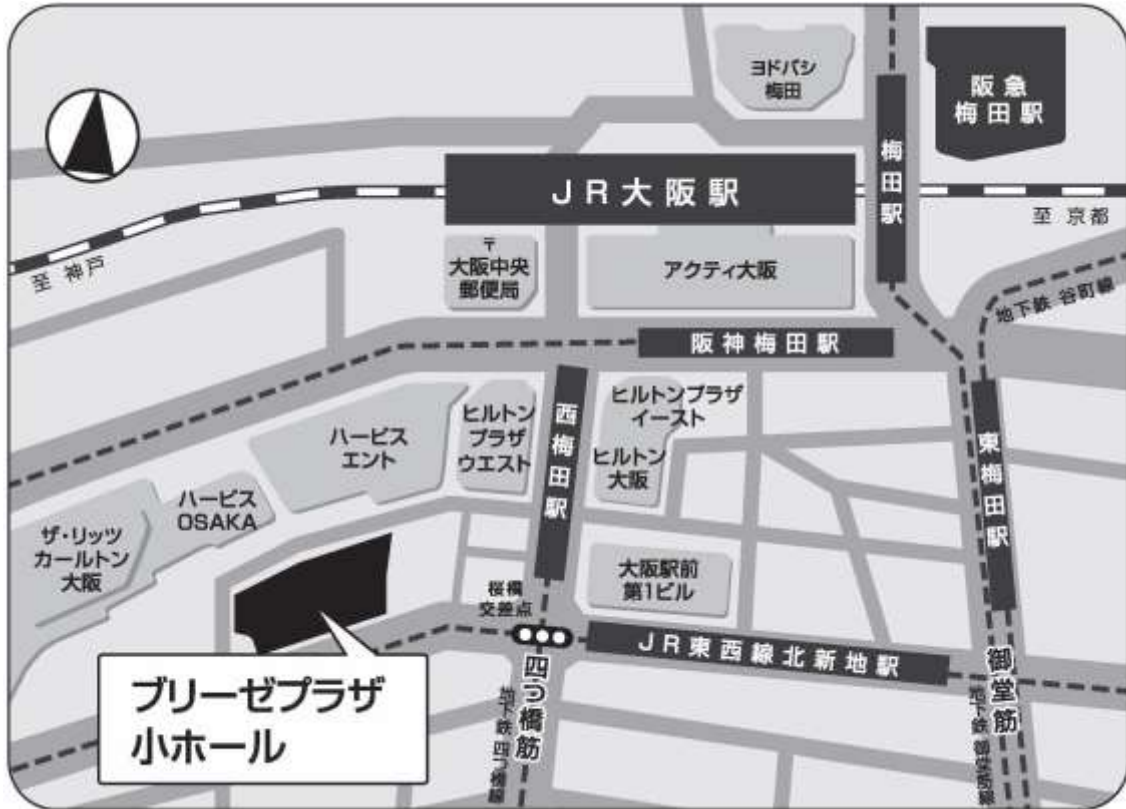 ヨドバシ
梅田
阪急
梅田駅
梅田駅
JR大阪駅
至 京都
至 神戸
〒
大阪中央
郵便局
アクティ大阪
地下鉄 谷町線
阪神梅田駅
西梅田駅
ヒルトンプラザ
イースト
ヒルトン
大阪
ヒルトン
プラザ
ウエスト
ハービス
エント
東梅田駅
ハービス
OSAKA
ザ・リッツ
カールトン
大阪
大阪駅前
第1ビル
桜橋
交差点
JR東西線北新地駅
ブリーゼプラザ
小ホール
四つ橋筋
地下鉄 四つ橋線
御堂筋
地下鉄 御堂筋線